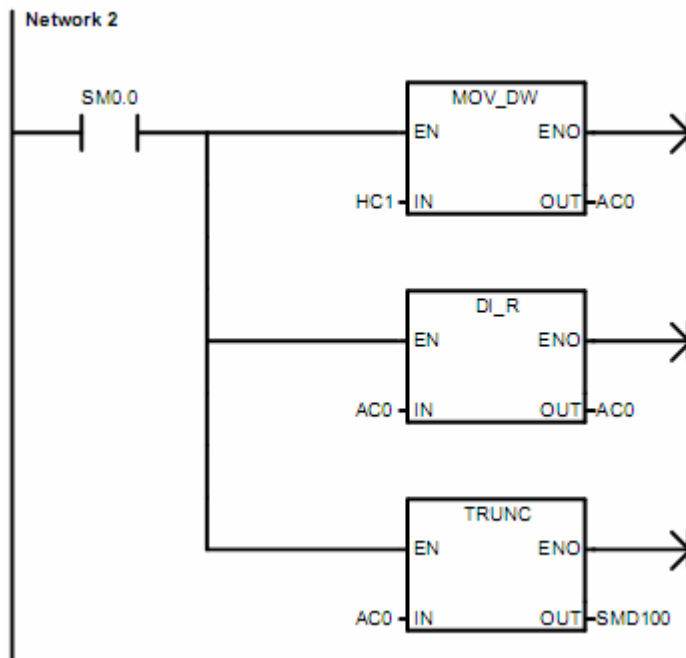 Network 2
SM0.0
MOV_DW
EN ENO
HC1 IN OUT AC0
DI_R
EN ENO
AC0 IN OUT AC0
TRUNC
EN ENO
AC0 IN OUT SMD100